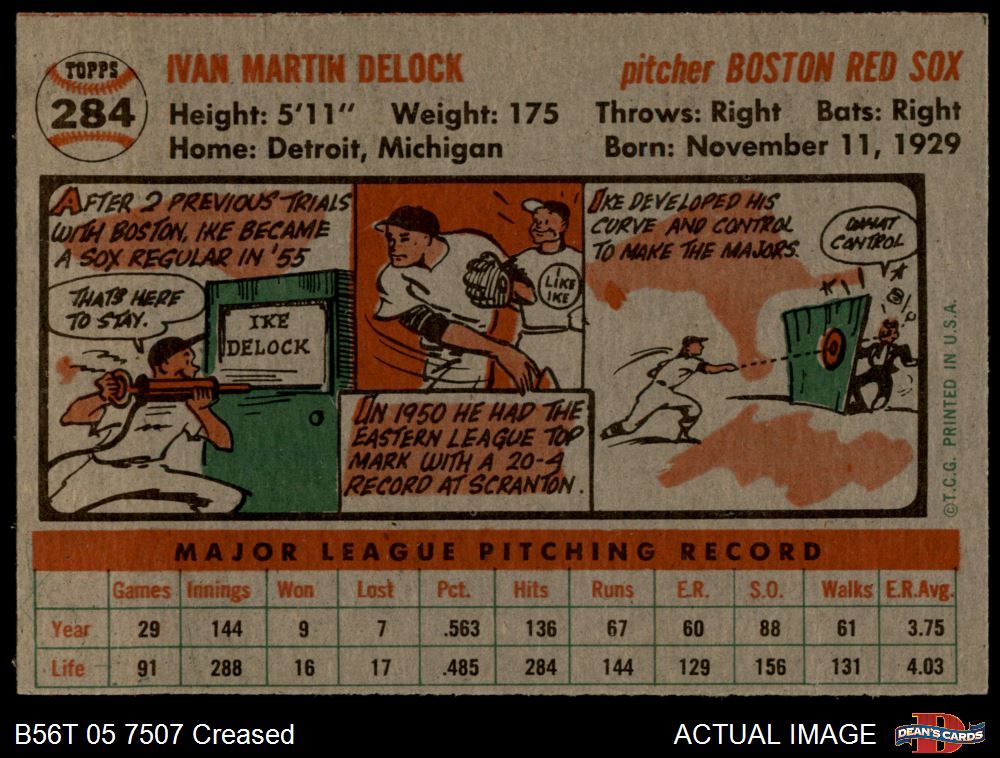 TOPPS
284
IVAN MARTIN DELOCK
pitcher BOSTON RED SOX
Height: 5'11" Weight: 175 Throws: Right Bats: Right
Home: Detroit, Michigan Born: November 11, 1929
AFTER 2 PREVIOUS TRIALS
WITH BOSTON, IKE BECAME
A SOX REGULAR IN '55
THAT'S HERE
TO STAY.
IKE
DELOCK
I
LIKE
IKE
IN 1950 HE HAD THE
EASTERN LEAGUE TOP
MARK WITH A 20-4
RECORD AT SCRANTON.
IKE DEVELOPED HIS
CURVE AND CONTROL
TO MAKE THE MAJORS.
WHAT
CONTROL
©T.C.G. PRINTED IN U.S.A.
MAJOR LEAGUE PITCHING RECORD
Games Innings Won Lost Pct. Hits Runs E.R. S.O. Walks E.R.Avg.
Year 29 144 9 7 .563 136 67 60 88 61 3.75
Life 91 288 16 17 .485 284 144 129 156 131 4.03
B56T 05 7507 Creased
ACTUAL IMAGE
D
DEAN'S CARDS